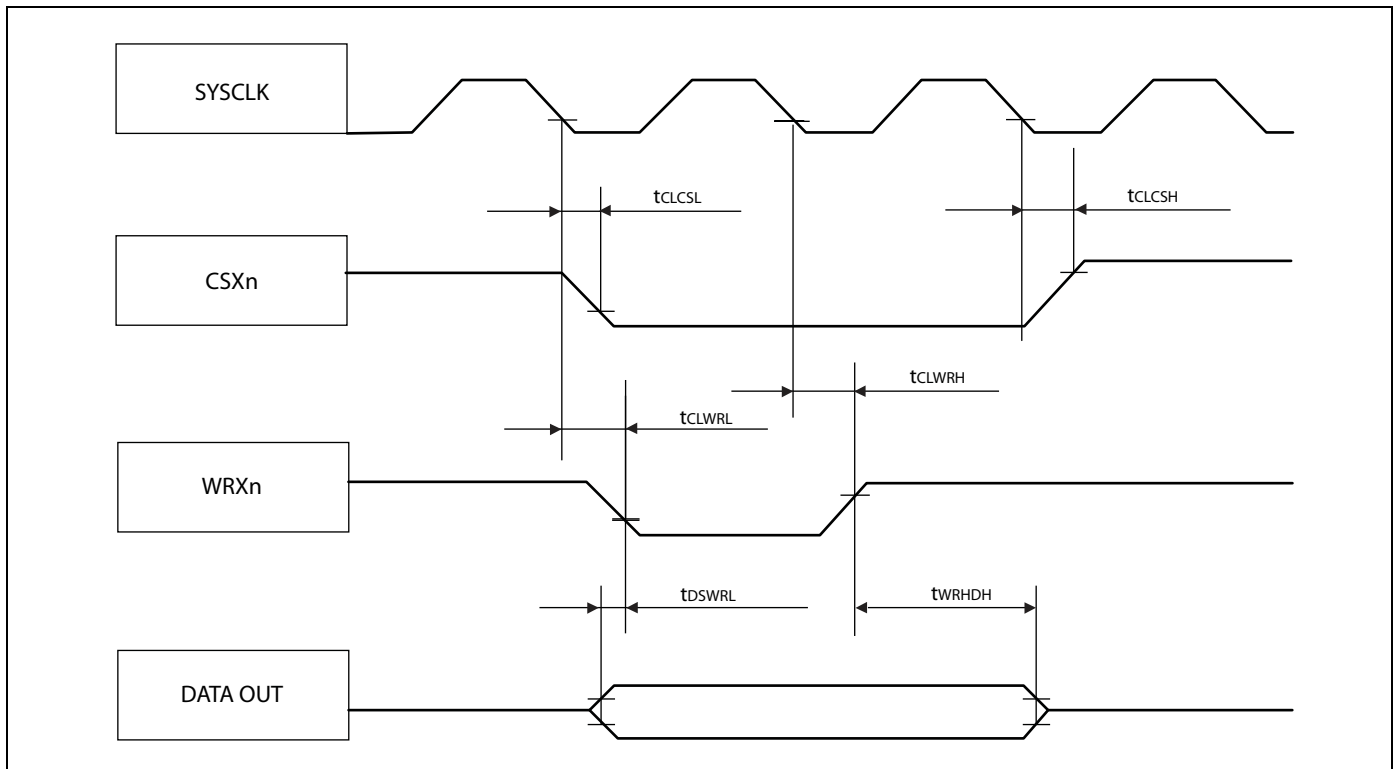 SYSCLK
tCLCSL
tCLCSH
CSXn
tCLWRH
tCLWRL
WRXn
tDSWRL
tWRHDH
DATA OUT